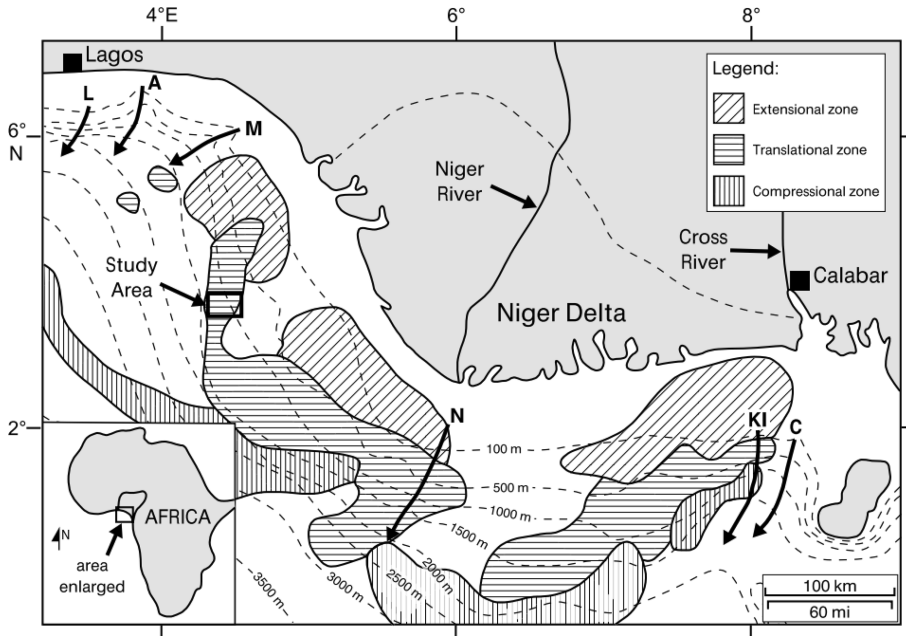 4°E
6°
8°
Lagos
L
A
M
6°
N
Legend:
Extensional zone
Translational zone
Compressional zone
Niger
River
Cross
River
Calabar
Study
Area
Niger Delta
2°
N
KI
C
100 m
500 m
1000 m
1500 m
2000 m
2500 m
3000 m
3500 m
AFRICA
N
area
enlarged
100 km
60 mi